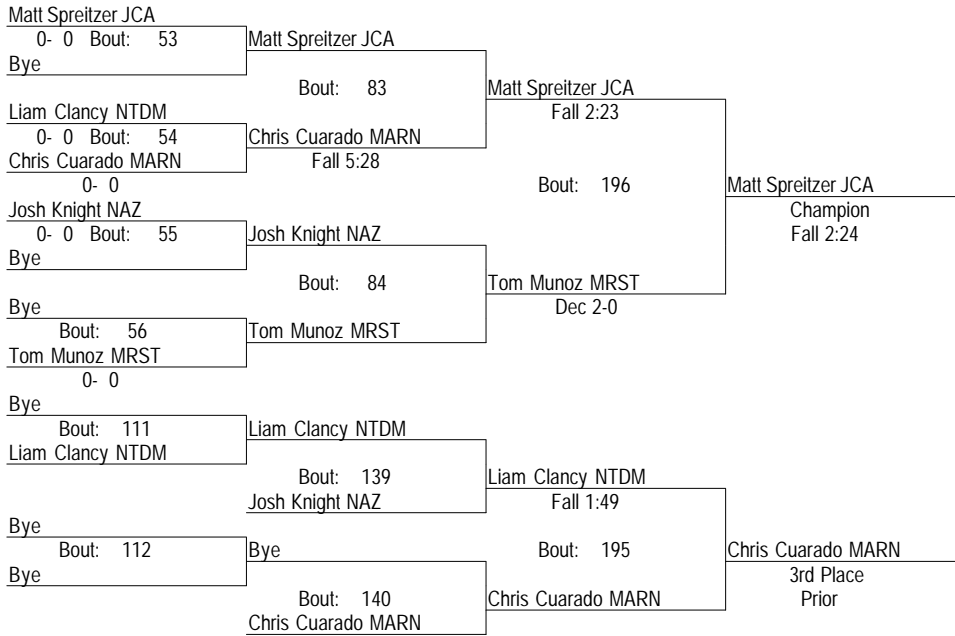 Matt Spreitzer JCA
0- 0 Bout: 53
Matt Spreitzer JCA
Bye
Bout: 83
Matt Spreitzer JCA
Liam Clancy NTDM
Fall 2:23
0- 0 Bout: 54
Chris Cuarado MARN
Chris Cuarado MARN
Fall 5:28
0- 0
Bout: 196
Matt Spreitzer JCA
Josh Knight NAZ
Champion
0- 0 Bout: 55
Josh Knight NAZ
Fall 2:24
Bye
Bout: 84
Tom Munoz MRST
Bye
Dec 2-0
Bout: 56
Tom Munoz MRST
Tom Munoz MRST
0- 0
Bye
Bout: 111
Liam Clancy NTDM
Liam Clancy NTDM
Bout: 139
Liam Clancy NTDM
Josh Knight NAZ
Fall 1:49
Bye
Bout: 112
Bye
Bout: 195
Chris Cuarado MARN
Bye
3rd Place
Bout: 140
Chris Cuarado MARN
Prior
Chris Cuarado MARN